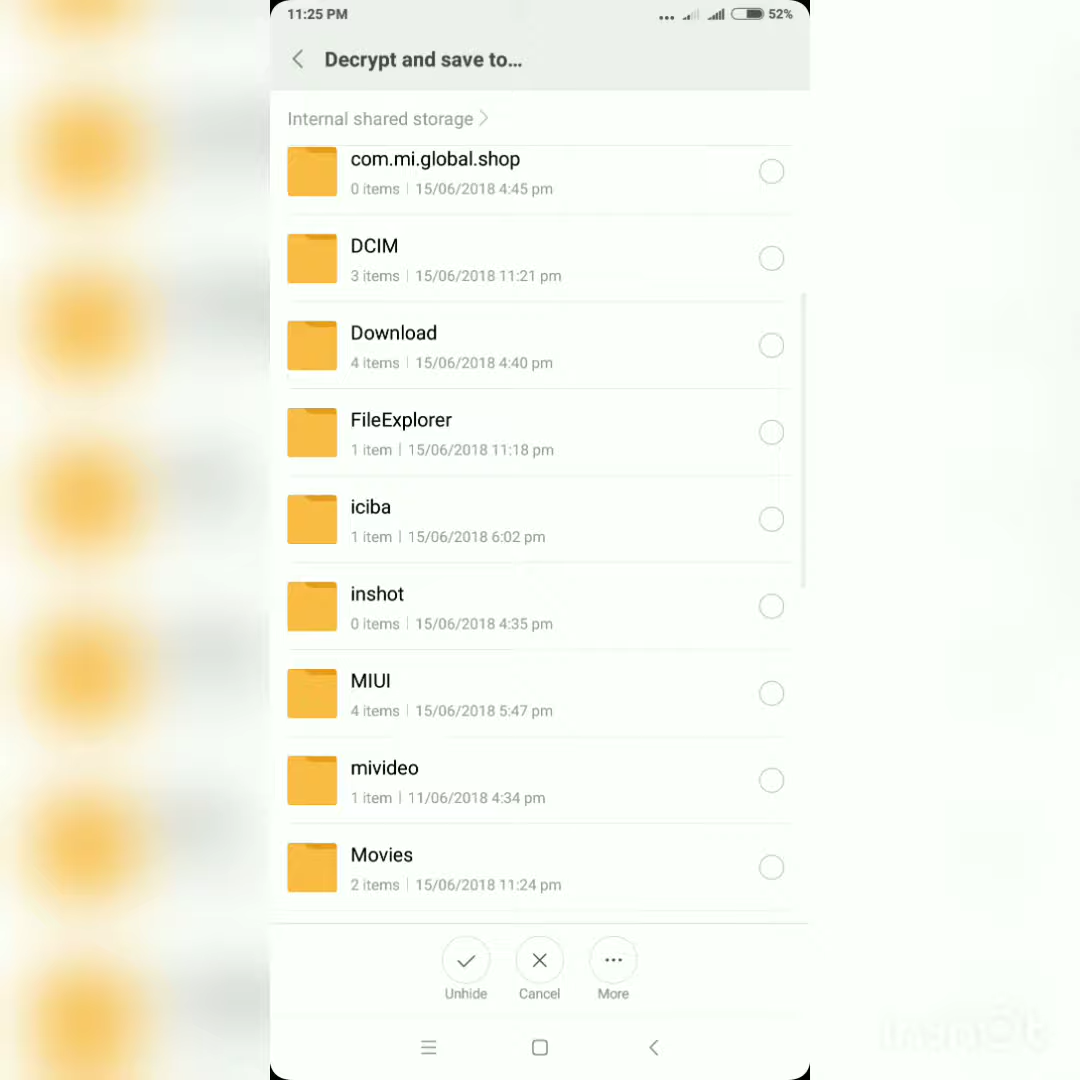 11:25 PM
52%
Decrypt and save to...
Internal shared storage
com.mi.global.shop
0 items | 15/06/2018 4:45 pm
DCIM
3 items | 15/06/2018 11:21 pm
Download
4 items | 15/06/2018 4:40 pm
FileExplorer
1 item | 15/06/2018 11:18 pm
iciba
1 item | 15/06/2018 6:02 pm
inshot
0 items | 15/06/2018 4:35 pm
MIUI
4 items | 15/06/2018 5:47 pm
mivideo
1 item | 11/06/2018 4:34 pm
Movies
2 items | 15/06/2018 11:24 pm
Unhide
Cancel
More